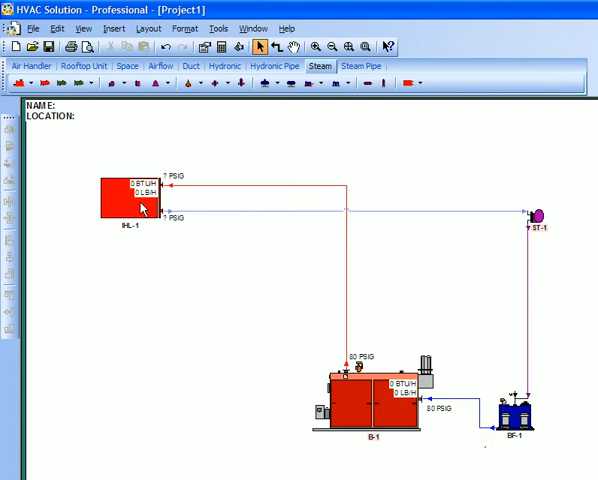 HVAC Solution - Professional - [Project1]
File Edit View Insert Layout Format Tools Window Help
Air Handler Rooftop Unit Space Airflow Duct Hydronic Hydronic Pipe Steam Steam Pipe
NAME:
LOCATION:
? PSIG
0 BTU/H
0 LB/H
? PSIG
IHL-1
ST-1
80 PSIG
0 BTU/H
0 LB/H
80 PSIG
B-1
BF-1